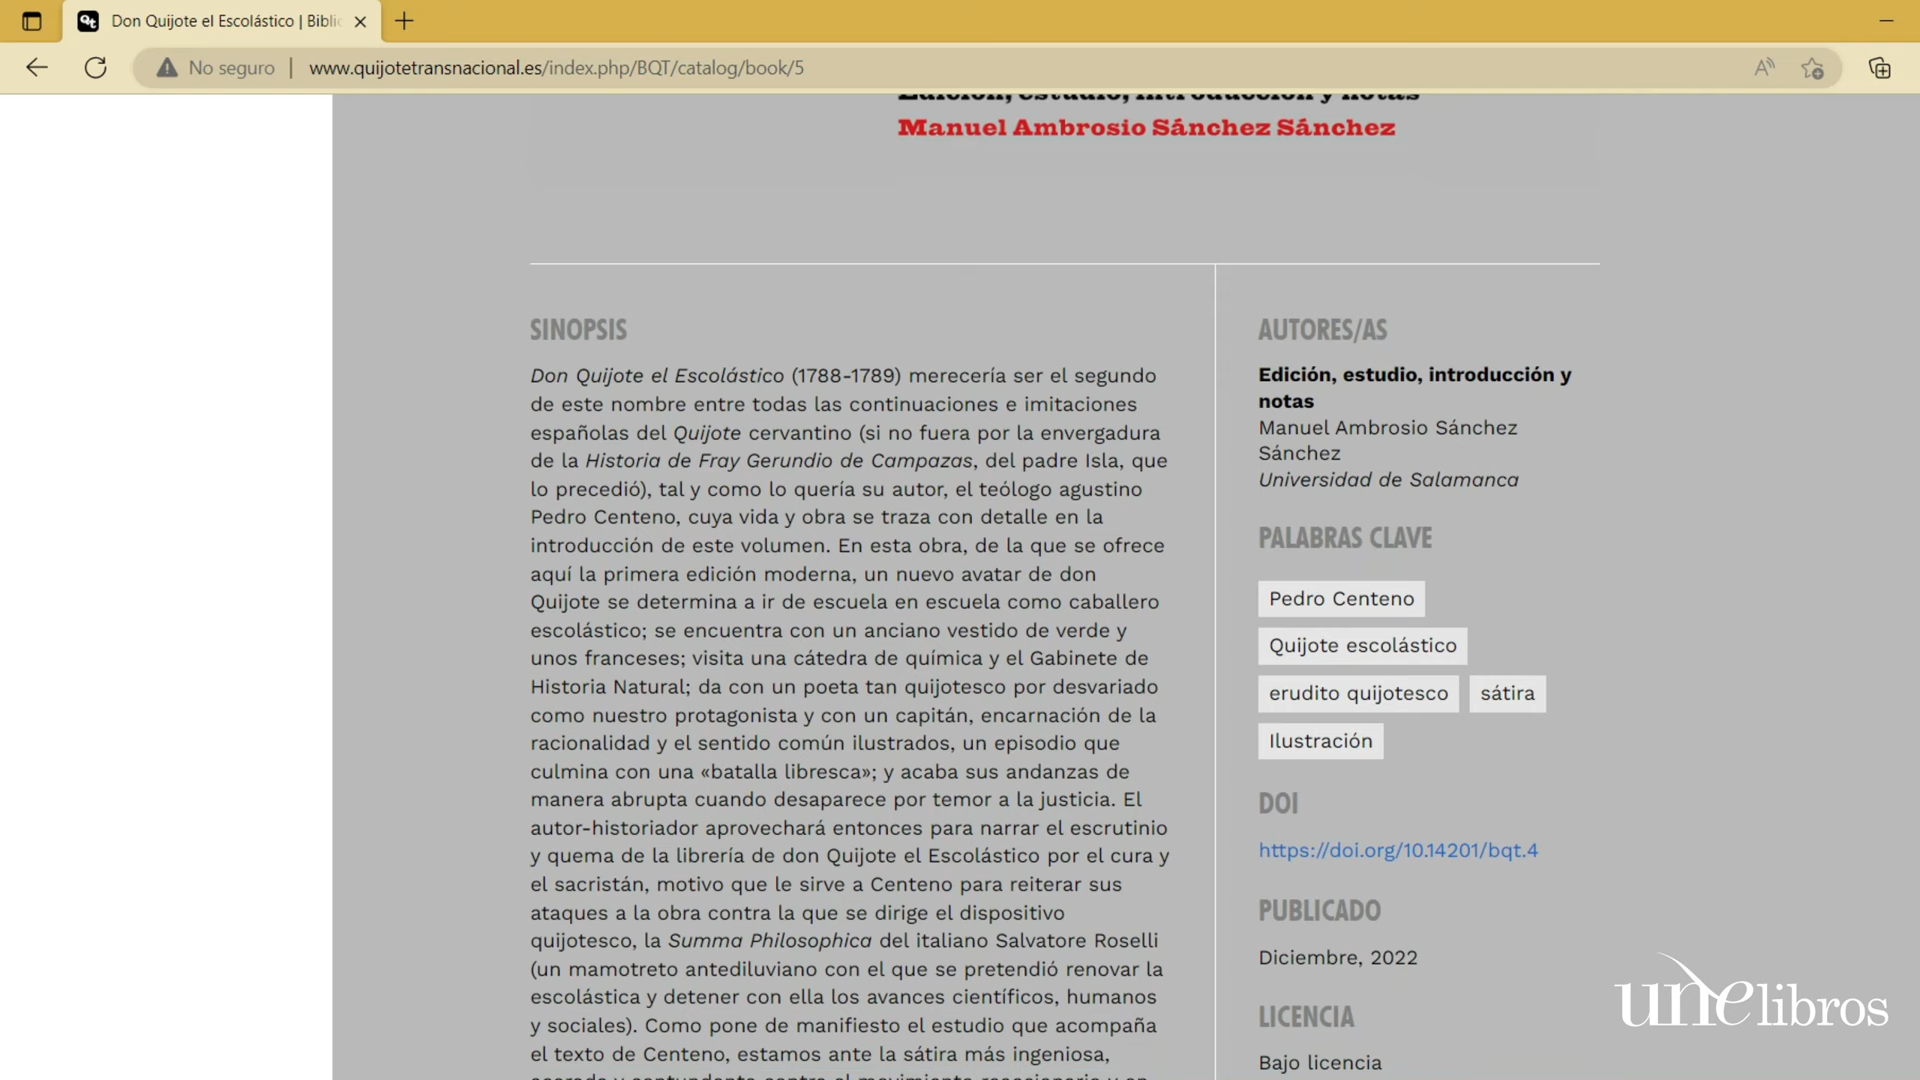 Don Quijote el Escolástico | Biblio
No seguro | www.quijotetransnacional.es/index.php/BQT/catalog/book/5
Edición, estudio, introducción y notas
Manuel Ambrosio Sánchez Sánchez
SINOPSIS
Don Quijote el Escolástico (1788-1789) merecería ser el segundo
de este nombre entre todas las continuaciones e imitaciones
españolas del Quijote cervantino (si no fuera por la envergadura
de la Historia de Fray Gerundio de Campazas, del padre Isla, que
lo precedió), tal y como lo quería su autor, el teólogo agustino
Pedro Centeno, cuya vida y obra se traza con detalle en la
introducción de este volumen. En esta obra, de la que se ofrece
aquí la primera edición moderna, un nuevo avatar de don
Quijote se determina a ir de escuela en escuela como caballero
escolástico; se encuentra con un anciano vestido de verde y
unos franceses; visita una cátedra de química y el Gabinete de
Historia Natural; da con un poeta tan quijotesco por desvariado
como nuestro protagonista y con un capitán, encarnación de la
racionalidad y el sentido común ilustrados, un episodio que
culmina con una «batalla libresca»; y acaba sus andanzas de
manera abrupta cuando desaparece por temor a la justicia. El
autor-historiador aprovechará entonces para narrar el escrutinio
y quema de la librería de don Quijote el Escolástico por el cura y
el sacristán, motivo que le sirve a Centeno para reiterar sus
ataques a la obra contra la que se dirige el dispositivo
quijotesco, la Summa Philosophica del italiano Salvatore Roselli
(un mamotreto antediluviano con el que se pretendió renovar la
escolástica y detener con ella los avances científicos, humanos
y sociales). Como pone de manifiesto el estudio que acompaña
el texto de Centeno, estamos ante la sátira más ingeniosa,
AUTORES/AS
Edición, estudio, introducción y
notas
Manuel Ambrosio Sánchez
Sánchez
Universidad de Salamanca
PALABRAS CLAVE
Pedro Centeno
Quijote escolástico
erudito quijotesco sátira
Ilustración
DOI
https://doi.org/10.14201/bqt.4
PUBLICADO
Diciembre, 2022
LICENCIA
Bajo licencia
unelibros